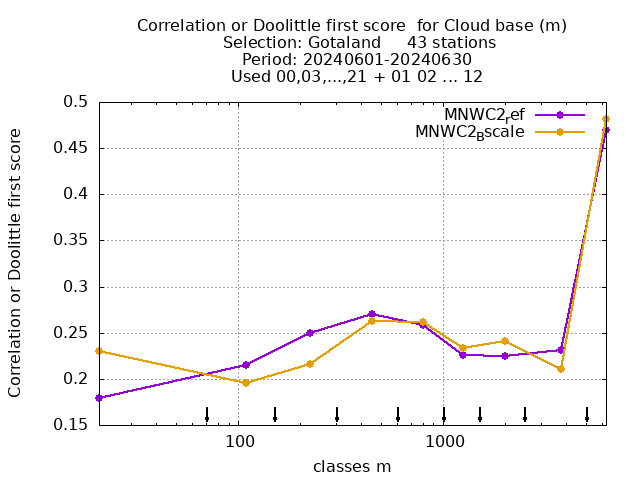 Correlation or Doolittle first score  for Cloud base (m)
Selection: Gotaland     43 stations
Period: 20240601-20240630
Used 00,03,...,21 + 01 02 ... 12
MNWC2ref
MNWC2Bscale
0.5
0.45
0.4
0.35
0.3
0.25
0.2
0.15
Correlation or Doolittle first score
100
1000
classes m